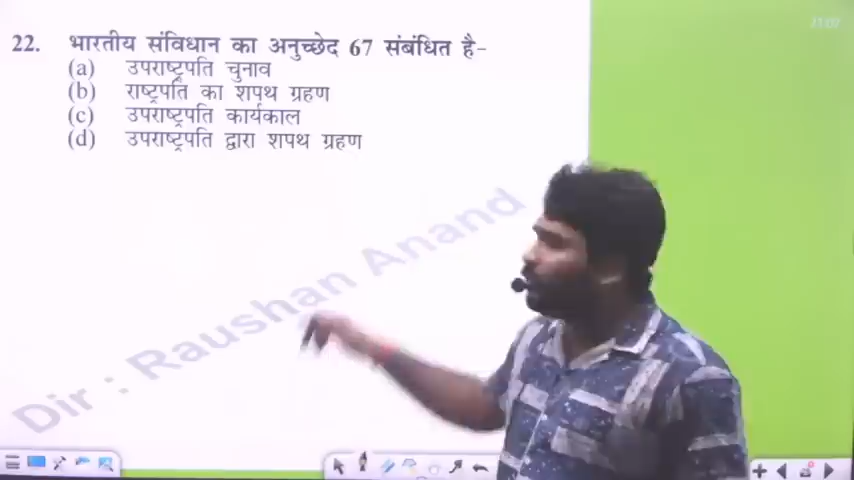 22. भारतीय संविधान का अनुच्छेद 67 संबंधित है-
(a) उपराष्ट्रपति चुनाव
(b) राष्ट्रपति का शपथ ग्रहण
(c) उपराष्ट्रपति कार्यकाल
(d) उपराष्ट्रपति द्वारा शपथ ग्रहण
Dir : Raushan Anand